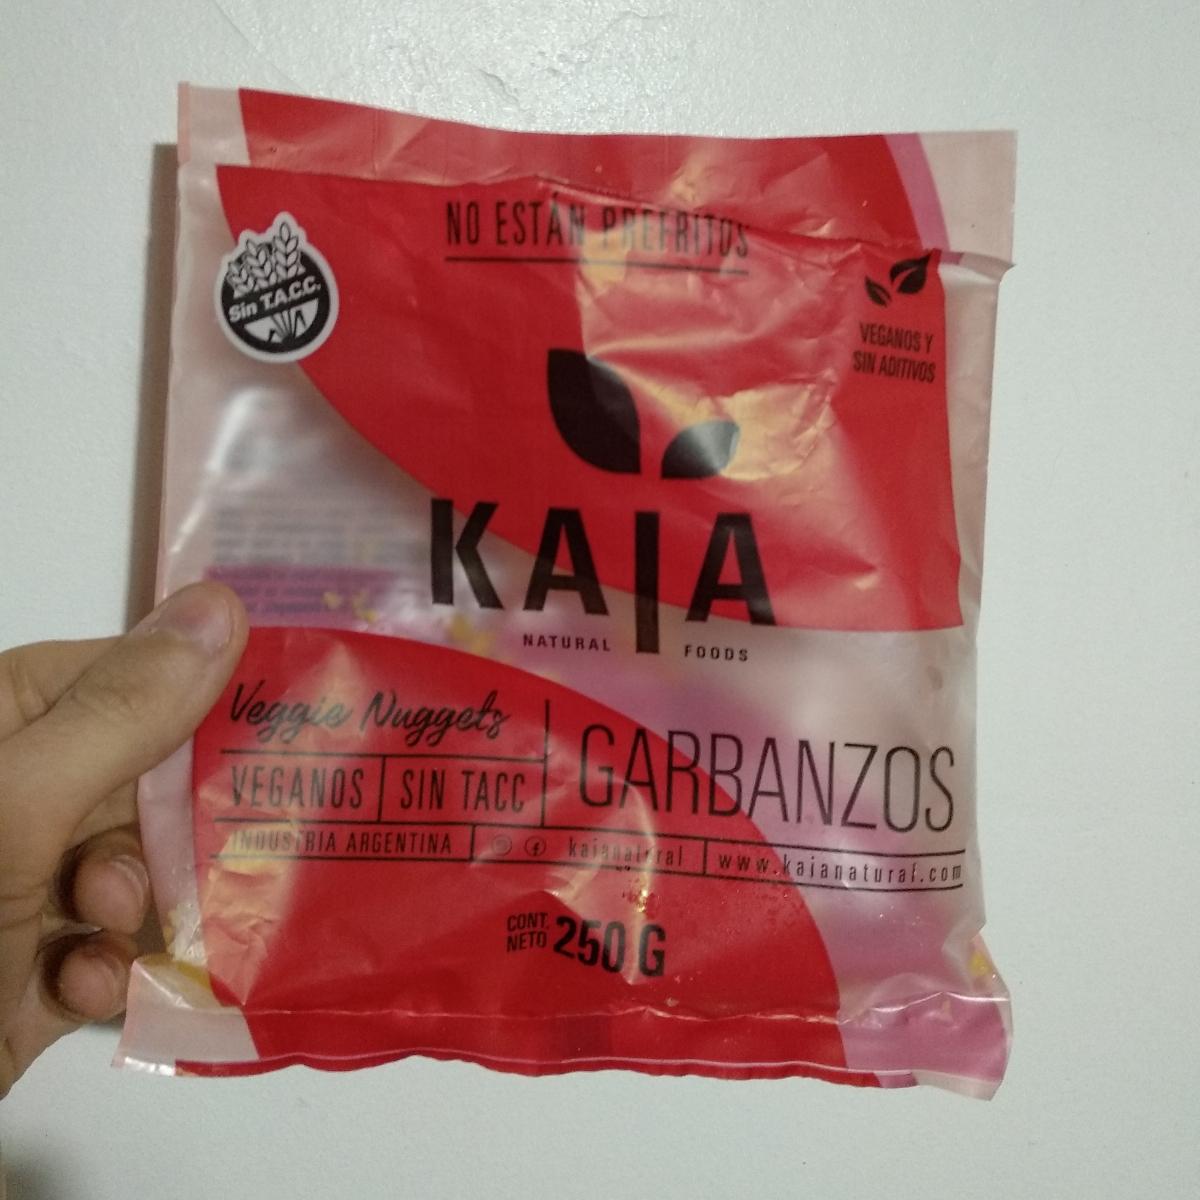 NO ESTÁN PREFRITOS
Sin T.A.C.C.
VEGANOS Y
SIN ADITIVOS
KAIA
NATURAL FOODS
Veggie Nuggets
VEGANOS SIN TACC
GARBANZOS
INDUSTRIA ARGENTINA
kaianatural
www.kaianatural.com
CONT.
NETO
250 G